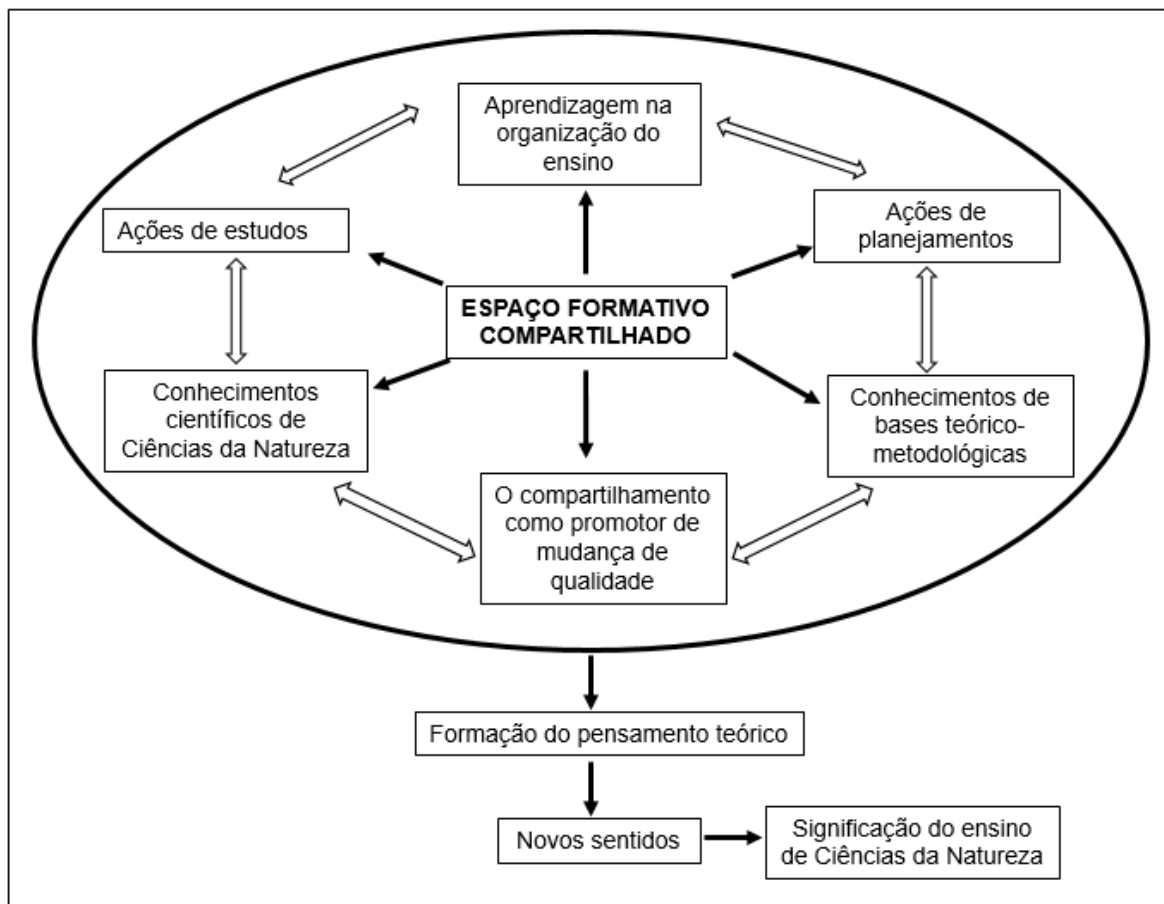 Aprendizagem na
organização do
ensino
Ações de estudos
Ações de
planejamentos
ESPAÇO FORMATIVO
COMPARTILHADO
Conhecimentos
científicos de
Ciências da Natureza
Conhecimentos de
bases teórico-
metodológicas
O compartilhamento
como promotor de
mudança de
qualidade
Formação do pensamento teórico
Novos sentidos
Significação do ensino
de Ciências da Natureza